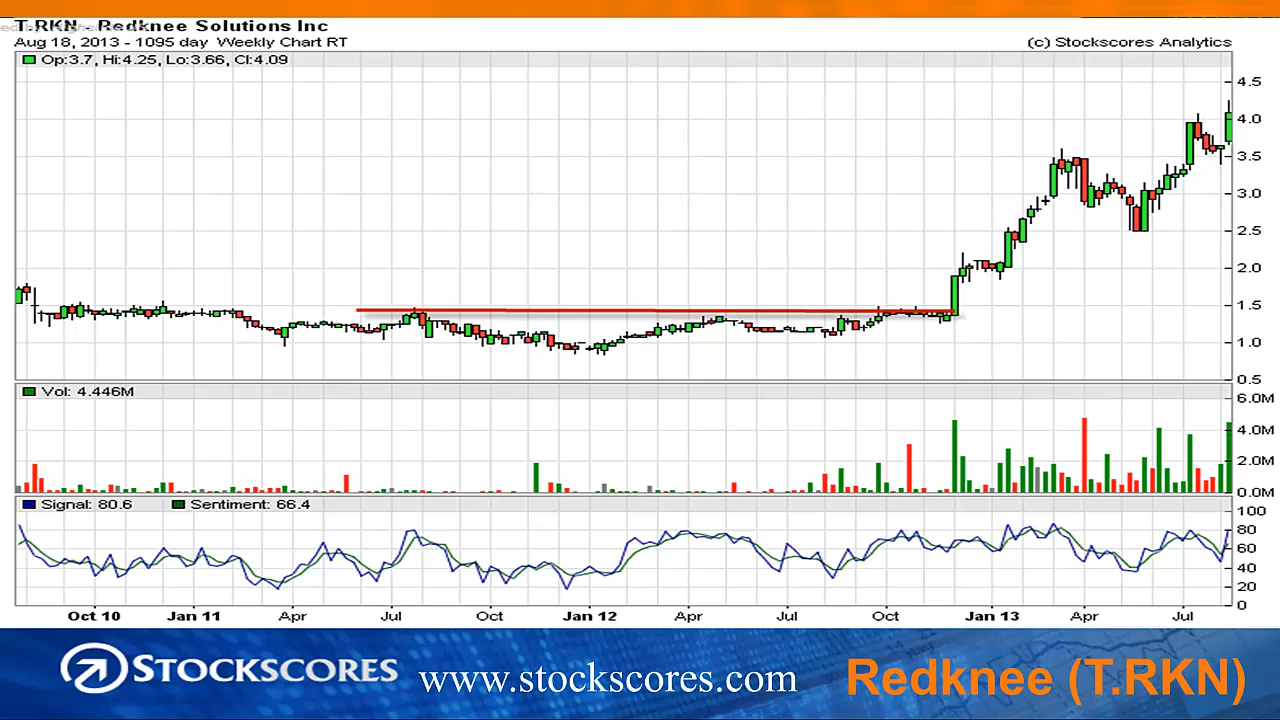 T.RKN - Redknee Solutions Inc
Aug 18, 2013 - 1095 day Weekly Chart RT
(c) Stockscores Analytics
Op:3.7, Hi:4.25, Lo:3.66, Cl:4.09
4.5
4.0
3.5
3.0
2.5
2.0
1.5
1.0
0.5
Vol: 4.446M
6.0M
4.0M
2.0M
0.0M
Signal: 80.6 Sentiment: 66.4
100
80
60
40
20
0
Oct 10 Jan 11 Apr Jul Oct Jan 12 Apr Jul Oct Jan 13 Apr Jul
STOCKSCORES www.stockscores.com Redknee (T.RKN)